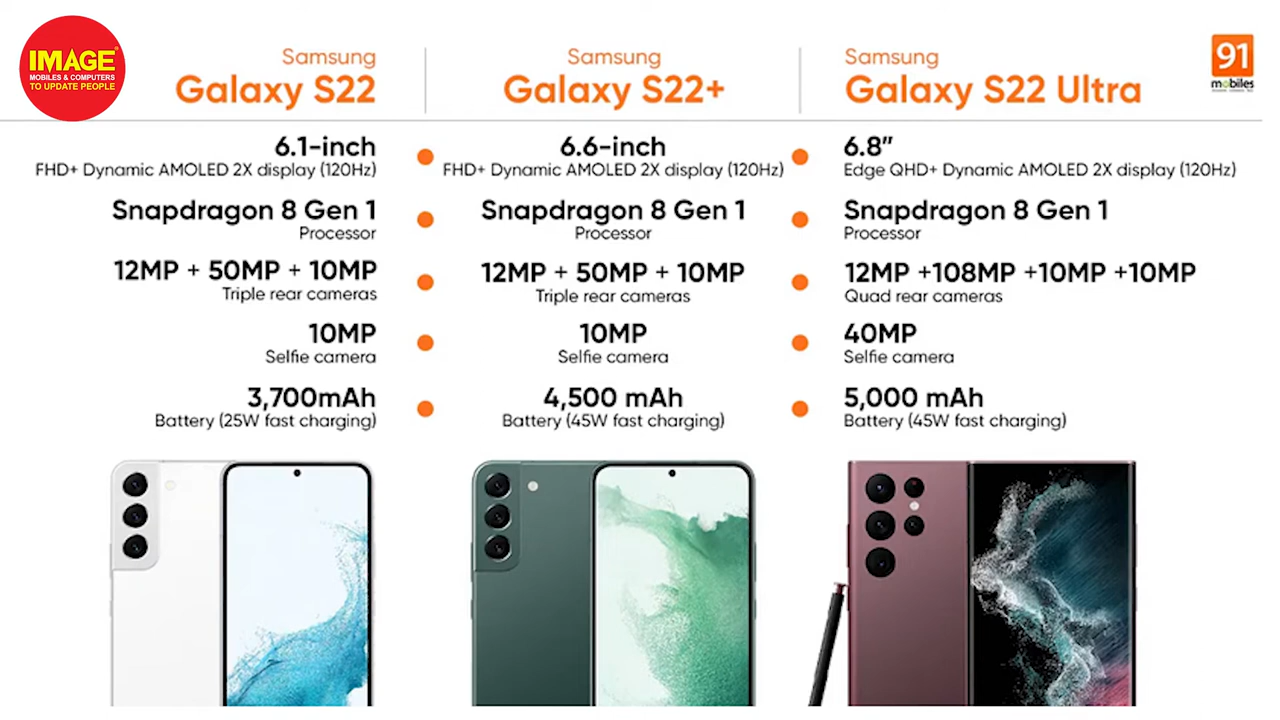 IMAGE
MOBILES & COMPUTERS
TO UPDATE PEOPLE
Samsung
Galaxy S22
Samsung
Galaxy S22+
Samsung
Galaxy S22 Ultra
91
mobiles
6.1-inch
FHD+ Dynamic AMOLED 2X display (120Hz)
6.6-inch
FHD+ Dynamic AMOLED 2X display (120Hz)
6.8”
Edge QHD+ Dynamic AMOLED 2X display (120Hz)
Snapdragon 8 Gen 1
Processor
Snapdragon 8 Gen 1
Processor
Snapdragon 8 Gen 1
Processor
12MP + 50MP + 10MP
Triple rear cameras
12MP + 50MP + 10MP
Triple rear cameras
12MP +108MP +10MP +10MP
Quad rear cameras
10MP
Selfie camera
10MP
Selfie camera
40MP
Selfie camera
3,700mAh
Battery (25W fast charging)
4,500 mAh
Battery (45W fast charging)
5,000 mAh
Battery (45W fast charging)